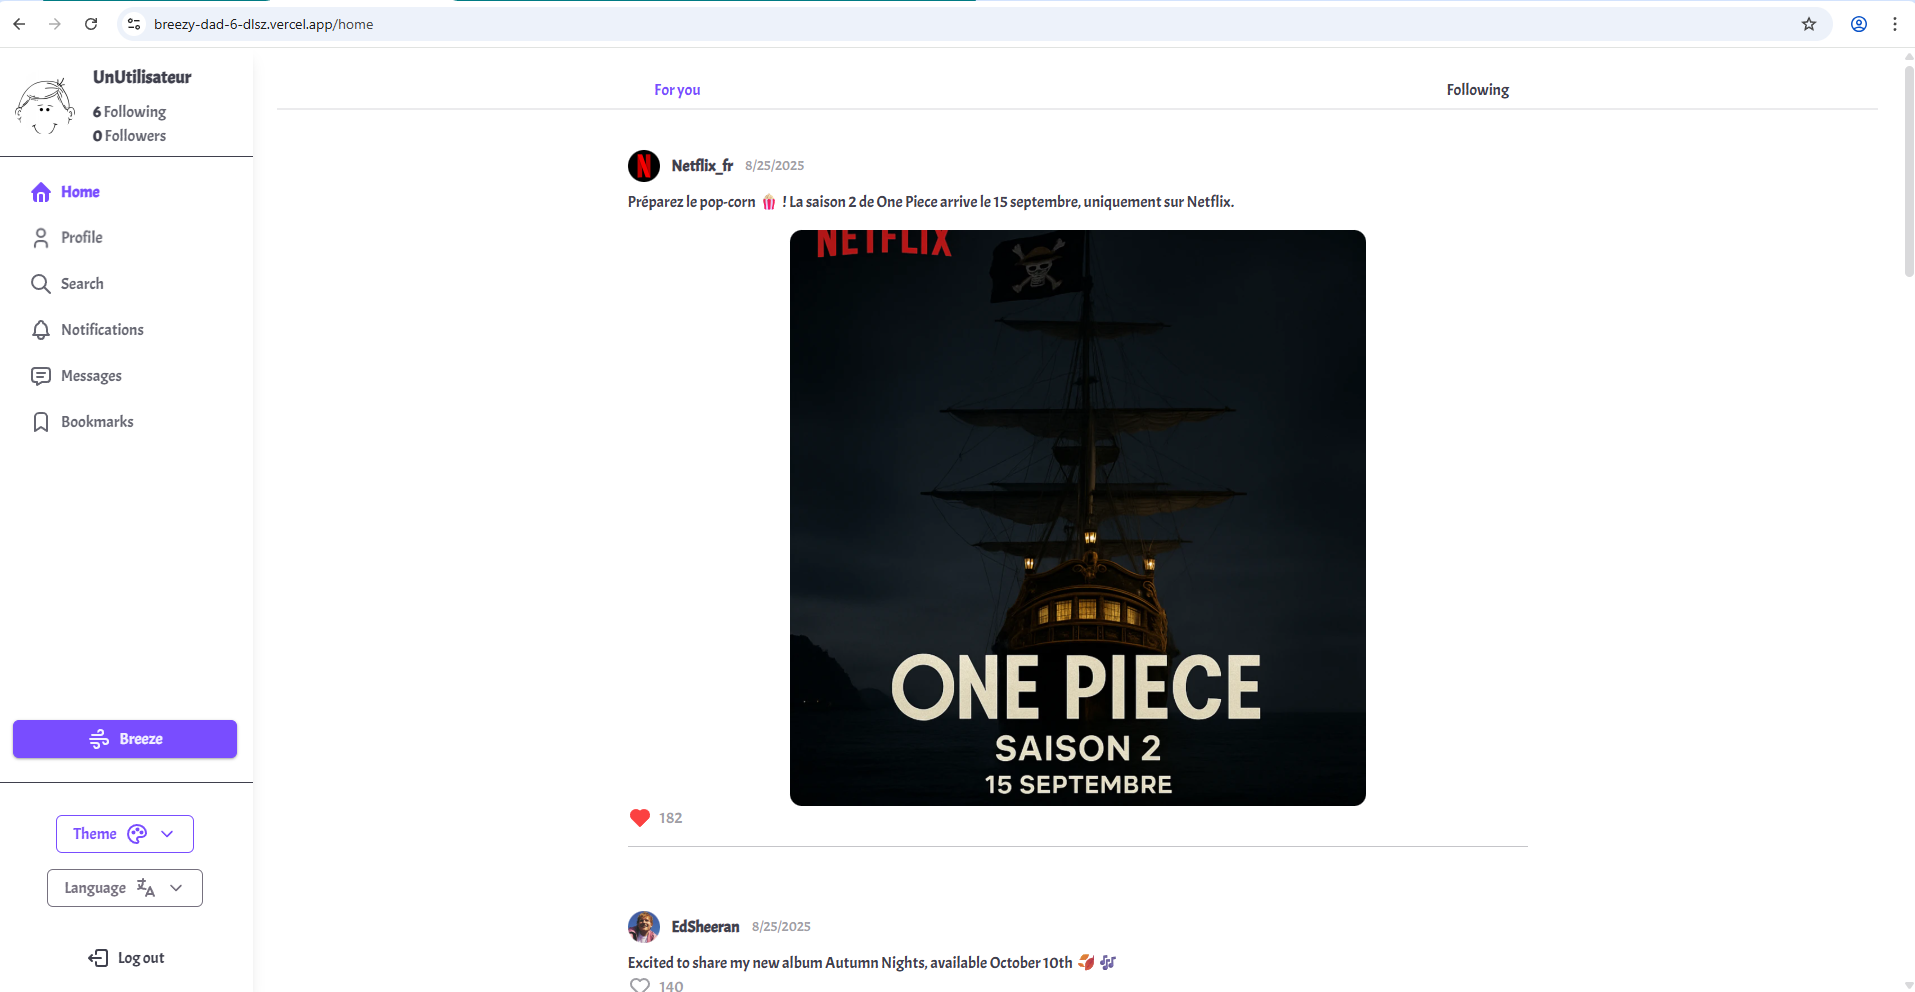 breezy-dad-6-dlsz.vercel.app/home
UnUtilisateur
6 Following
0 Followers
Home
Profile
Search
Notifications
Messages
Bookmarks
Breeze
Theme
Language
Log out
For you
Following
Netflix_fr 8/25/2025
Préparez le pop-corn 🍿 ! La saison 2 de One Piece arrive le 15 septembre, uniquement sur Netflix.
NETFLIX
ONE PIECE
SAISON 2
15 SEPTEMBRE
182
EdSheeran 8/25/2025
Excited to share my new album Autumn Nights, available October 10th 🍂 🎶
140